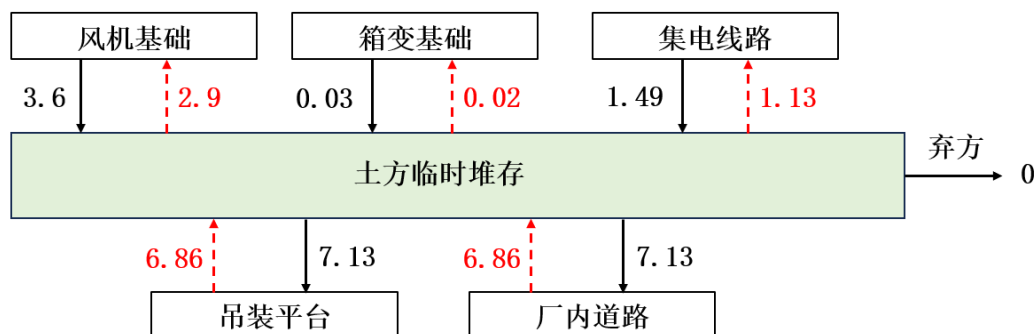 风机基础
箱变基础
集电线路
3.6
2.9
0.03
0.02
1.49
1.13
土方临时堆存
弃方
0
6.86
7.13
6.86
7.13
吊装平台
厂内道路